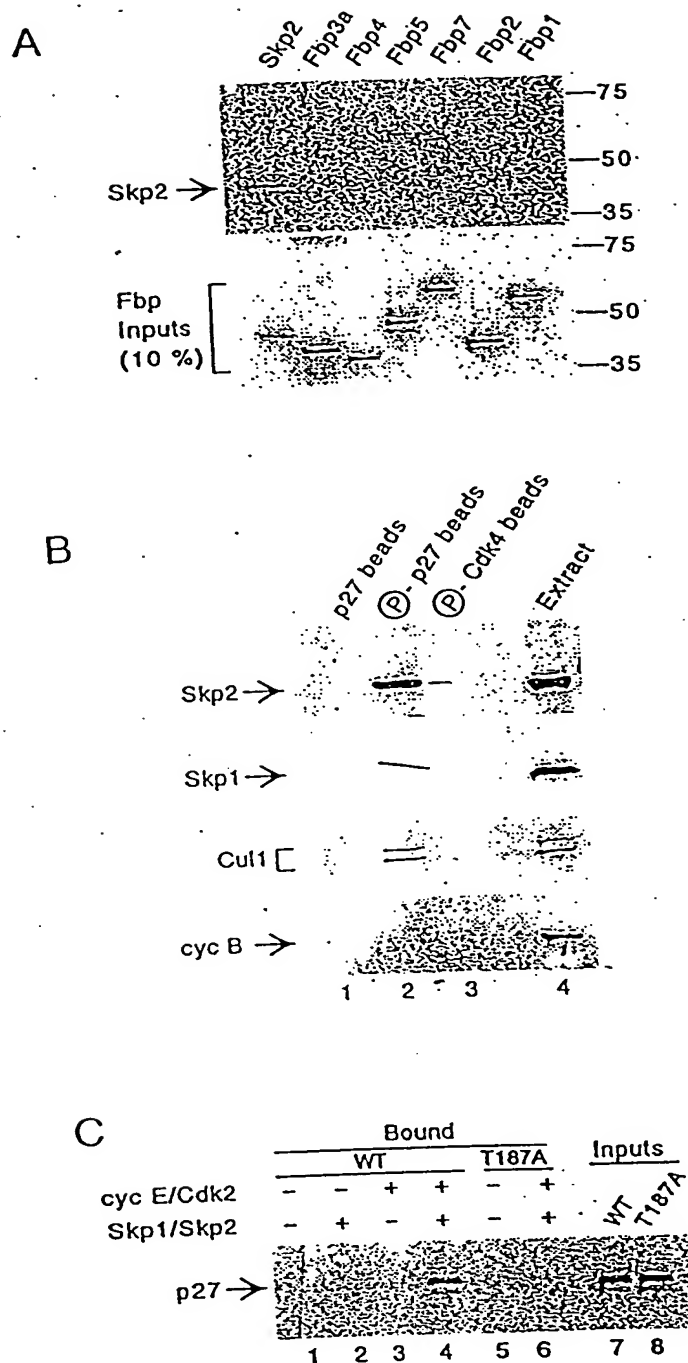 A
Skp2 Fbp3a Fbp4 Fbp5 Fbp7 Fbp2 Fbp1
75
50
Skp2
35
75
Fbp
Inputs
(10 %)
50
35
B
p27 beads
P - p27 beads
P - Cdk4 beads
Extract
Skp2
Skp1
Cul1
cyc B
1 2 3 4
C
Bound
Inputs
WT T187A
WT T187A
cyc E/Cdk2 - - + + - +
Skp1/Skp2 - + - + - +
p27
1 2 3 4 5 6 7 8